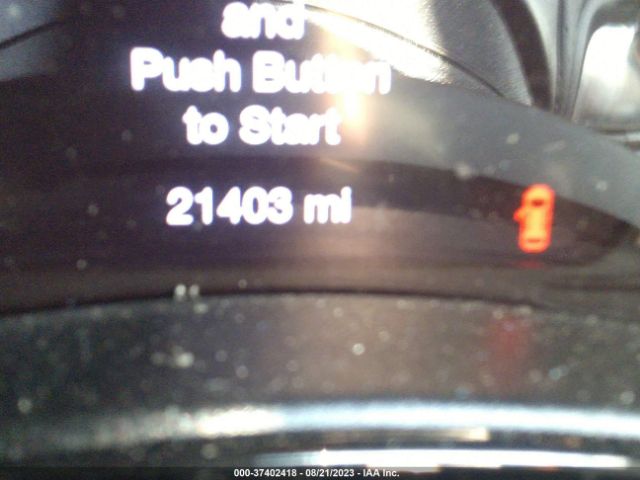 and
Push Button
to Start
21403 mi
000-37402418 - 08/21/2023 - IAA Inc.